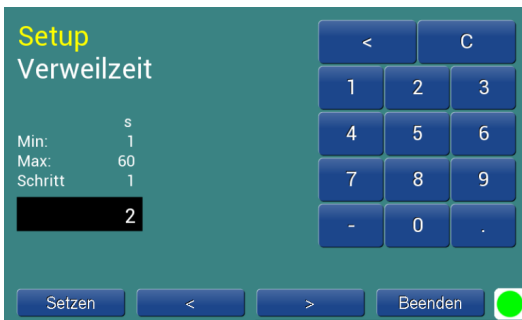 Setup
Verweilzeit
s
Min: 1
Max: 60
Schritt 1
2
< C
1 2 3
4 5 6
7 8 9
- 0 .
Setzen < > Beenden